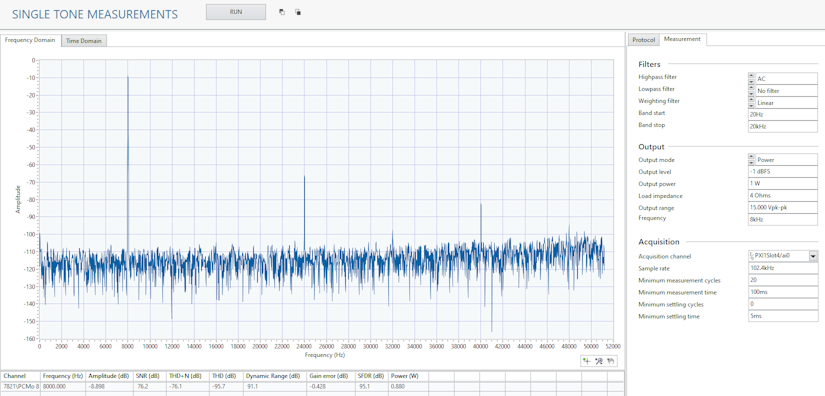 SINGLE TONE MEASUREMENTS
RUN
Frequency Domain
Time Domain
0
-10
-20
-30
-40
-50
-60
-70
-80
-90
-100
-110
-120
-130
-140
-150
-160
Amplitude
0 2000 4000 6000 8000 10000 12000 14000 16000 18000 20000 22000 24000 26000 28000 30000 32000 34000 36000 38000 40000 42000 44000 46000 48000 50000 52000
Frequency (Hz)
Channel Frequency (Hz) Amplitude (dB) SNR (dB) THD+N (dB) THD (dB) Dynamic Range (dB) Gain error (dB) SFDR (dB) Power (W)
7821\PCMo 8 8000.000 -8.898 76.2 -76.1 -95.7 91.1 -0.428 95.1 0.880
Protocol
Measurement
Filters
Highpass filter AC
Lowpass filter No filter
Weighting filter Linear
Band start 20Hz
Band stop 20kHz
Output
Output mode Power
Output level -1 dBFS
Output power 1 W
Load impedance 4 Ohms
Output range 15.000 Vpk-pk
Frequency 8kHz
Acquisition
Acquisition channel PXI1Slot4/ai0
Sample rate 102.4kHz
Minimum measurement cycles 20
Minimum measurement time 100ms
Minimum settling cycles 0
Minimum settling time 5ms